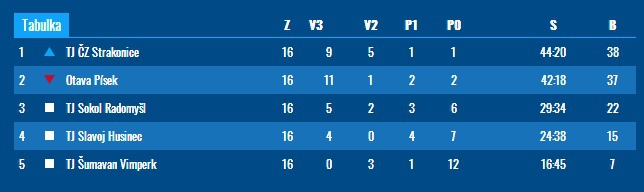 Tabulka Z V3 V2 P1 P0 S B
1 TJ ČZ Strakonice 16 9 5 1 1 44:20 38
2 Otava Písek 16 11 1 2 2 42:18 37
3 TJ Sokol Radomyšl 16 5 2 3 6 29:34 22
4 TJ Slavoj Husinec 16 4 0 4 7 24:38 15
5 TJ Šumavan Vimperk 16 0 3 1 12 16:45 7